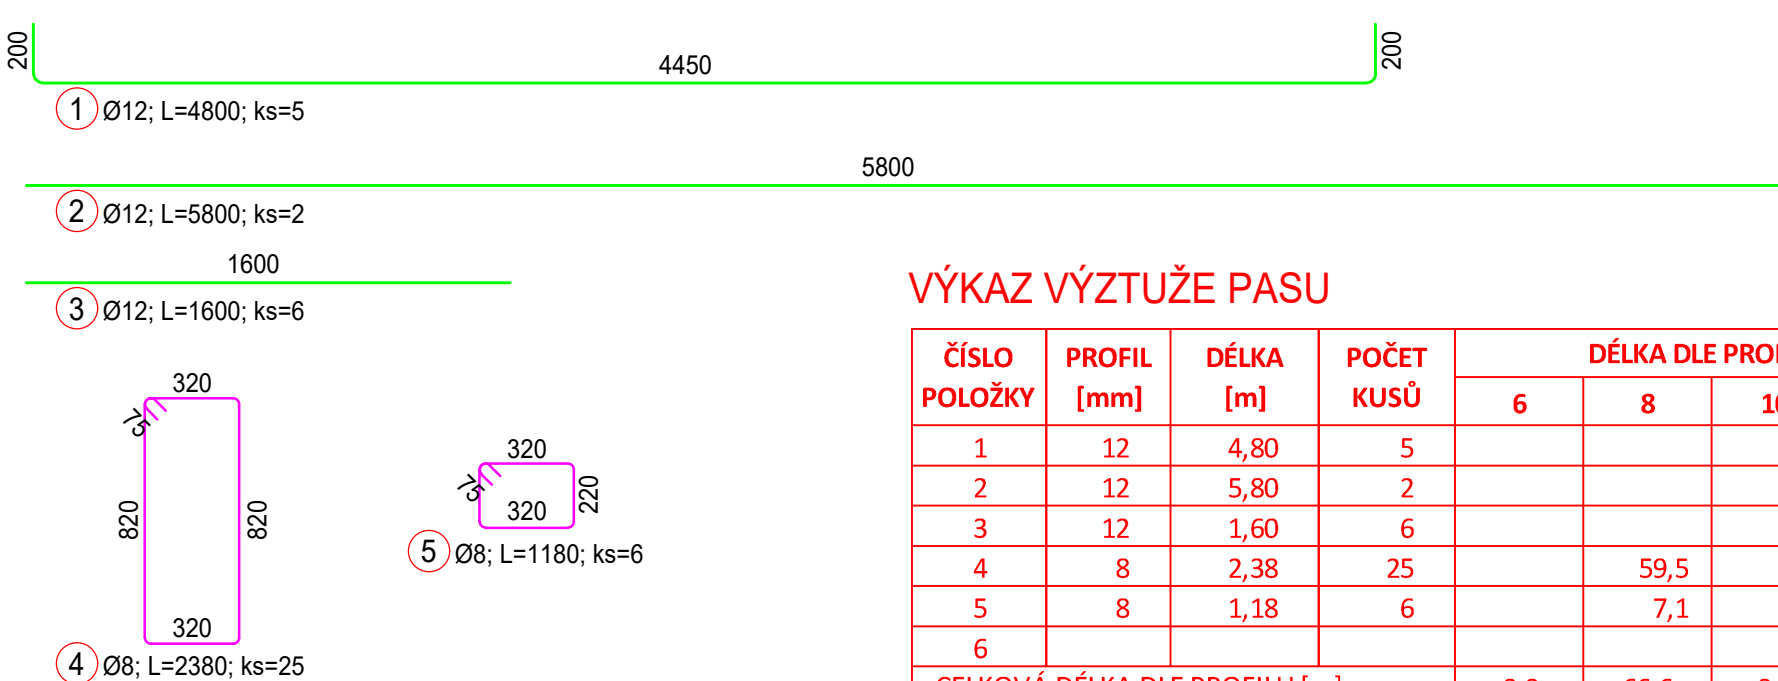 200
4450
200
1 Ø12; L=4800; ks=5
5800
2 Ø12; L=5800; ks=2
1600
3 Ø12; L=1600; ks=6
320
75
820
820
320
4 Ø8; L=2380; ks=25
320
75
320
220
5 Ø8; L=1180; ks=6
VÝKAZ VÝZTUŽE PASU
ČÍSLO POLOŽKY PROFIL [mm] DÉLKA [m] POČET KUSŮ DÉLKA DLE
6 8
1 12 4,80 5
2 12 5,80 2
3 12 1,60 6
4 8 2,38 25 59,5
5 8 1,18 6 7,1
6